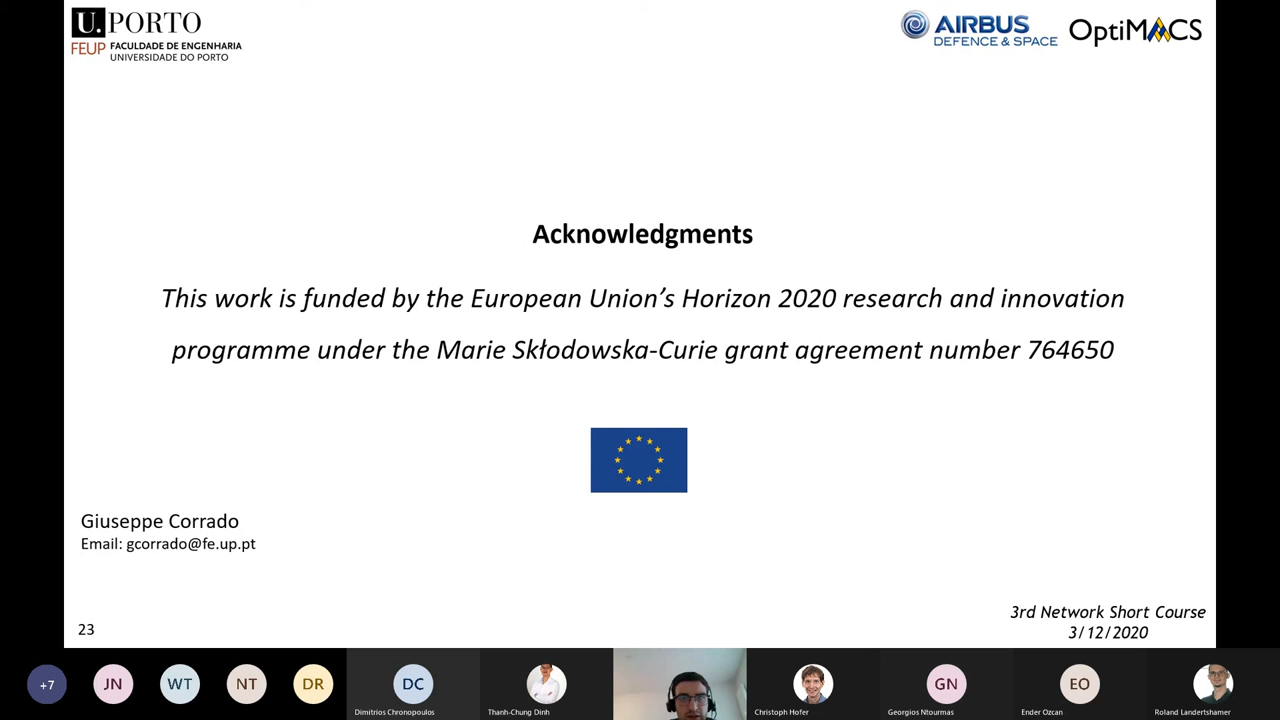 U. PORTO
FEUP FACULDADE DE ENGENHARIA
UNIVERSIDADE DO PORTO
AIRBUS
DEFENCE & SPACE
OptiMACS
Acknowledgments
This work is funded by the European Union’s Horizon 2020 research and innovation
programme under the Marie Skłodowska-Curie grant agreement number 764650
Giuseppe Corrado
Email: gcorrado@fe.up.pt
3rd Network Short Course
3/12/2020
23
+7
JN
WT
NT
DR
DC
GN
EO
Dimitrios Chronopoulos
Thanh-Chung Dinh
Christoph Hofer
Georgios Ntourmas
Ender Ozcan
Roland Landertshamer